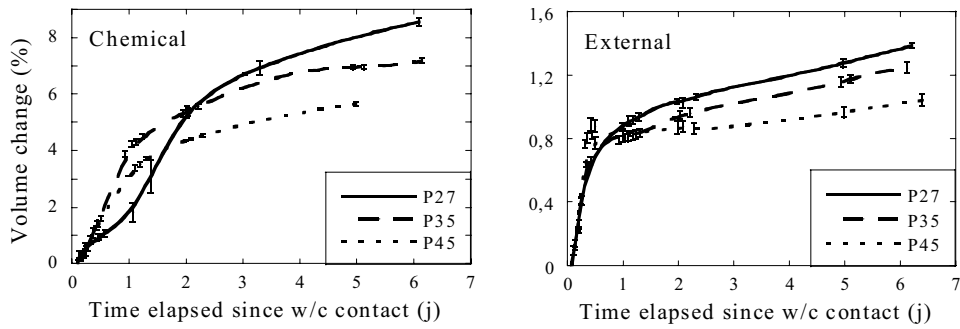 Chemical
Volume change (%)
8
6
4
2
0
0 1 2 3 4 5 6 7
P27
P35
P45
Time elapsed since w/c contact (j)
External
1,6
1.2
0.8
0,4
0
0 1 2 3 4 5 6 7
P27
P35
P45
Time elapsed since w/c contact (j)